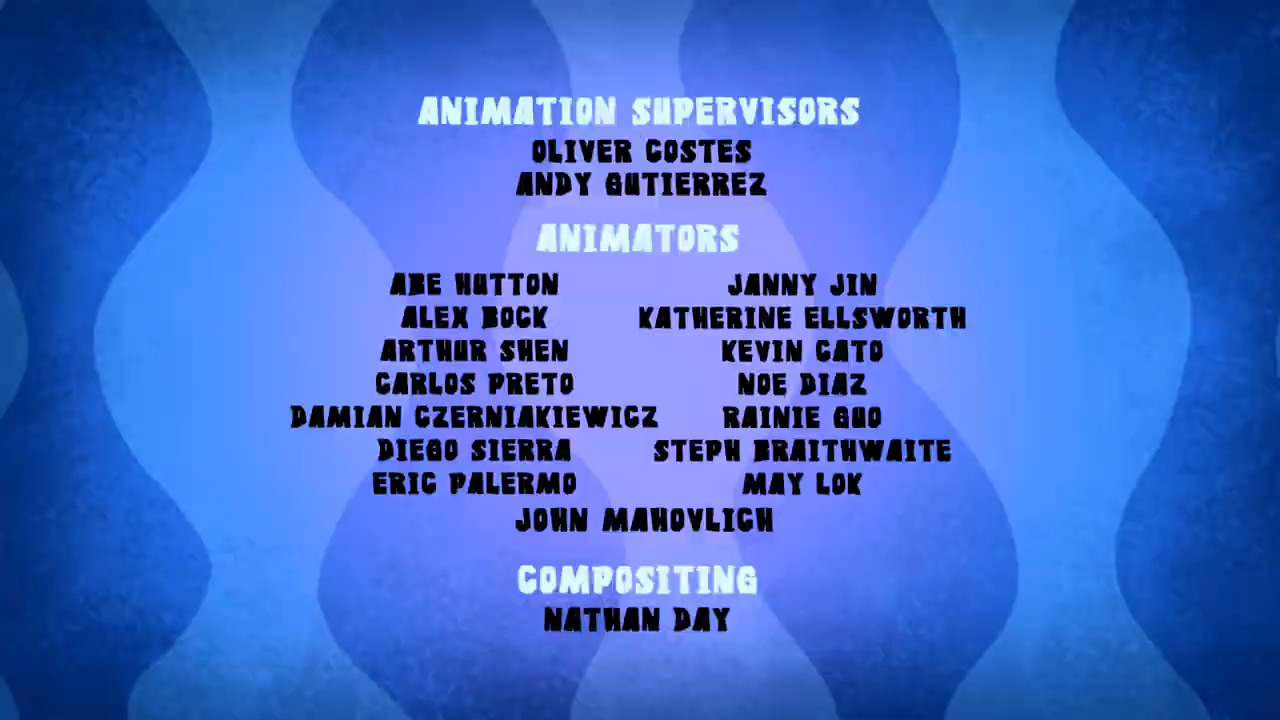 ANIMATION SUPERVISORS
OLIVER COSTES
ANDY GUTIERREZ
ANIMATORS
ABE HUTTON JANNY JIN
ALEX BOCK KATHERINE ELLSWORTH
ARTHUR SHEN KEVIN CATO
CARLOS PRETO NOE DIAZ
DAMIAN CZERNIAKIEWICZ RAINIE GUO
DIEGO SIERRA STEPH BRAITHWAITE
ERIC PALERMO MAY LOK
JOHN MAHOVLICH
COMPOSITING
NATHAN DAY